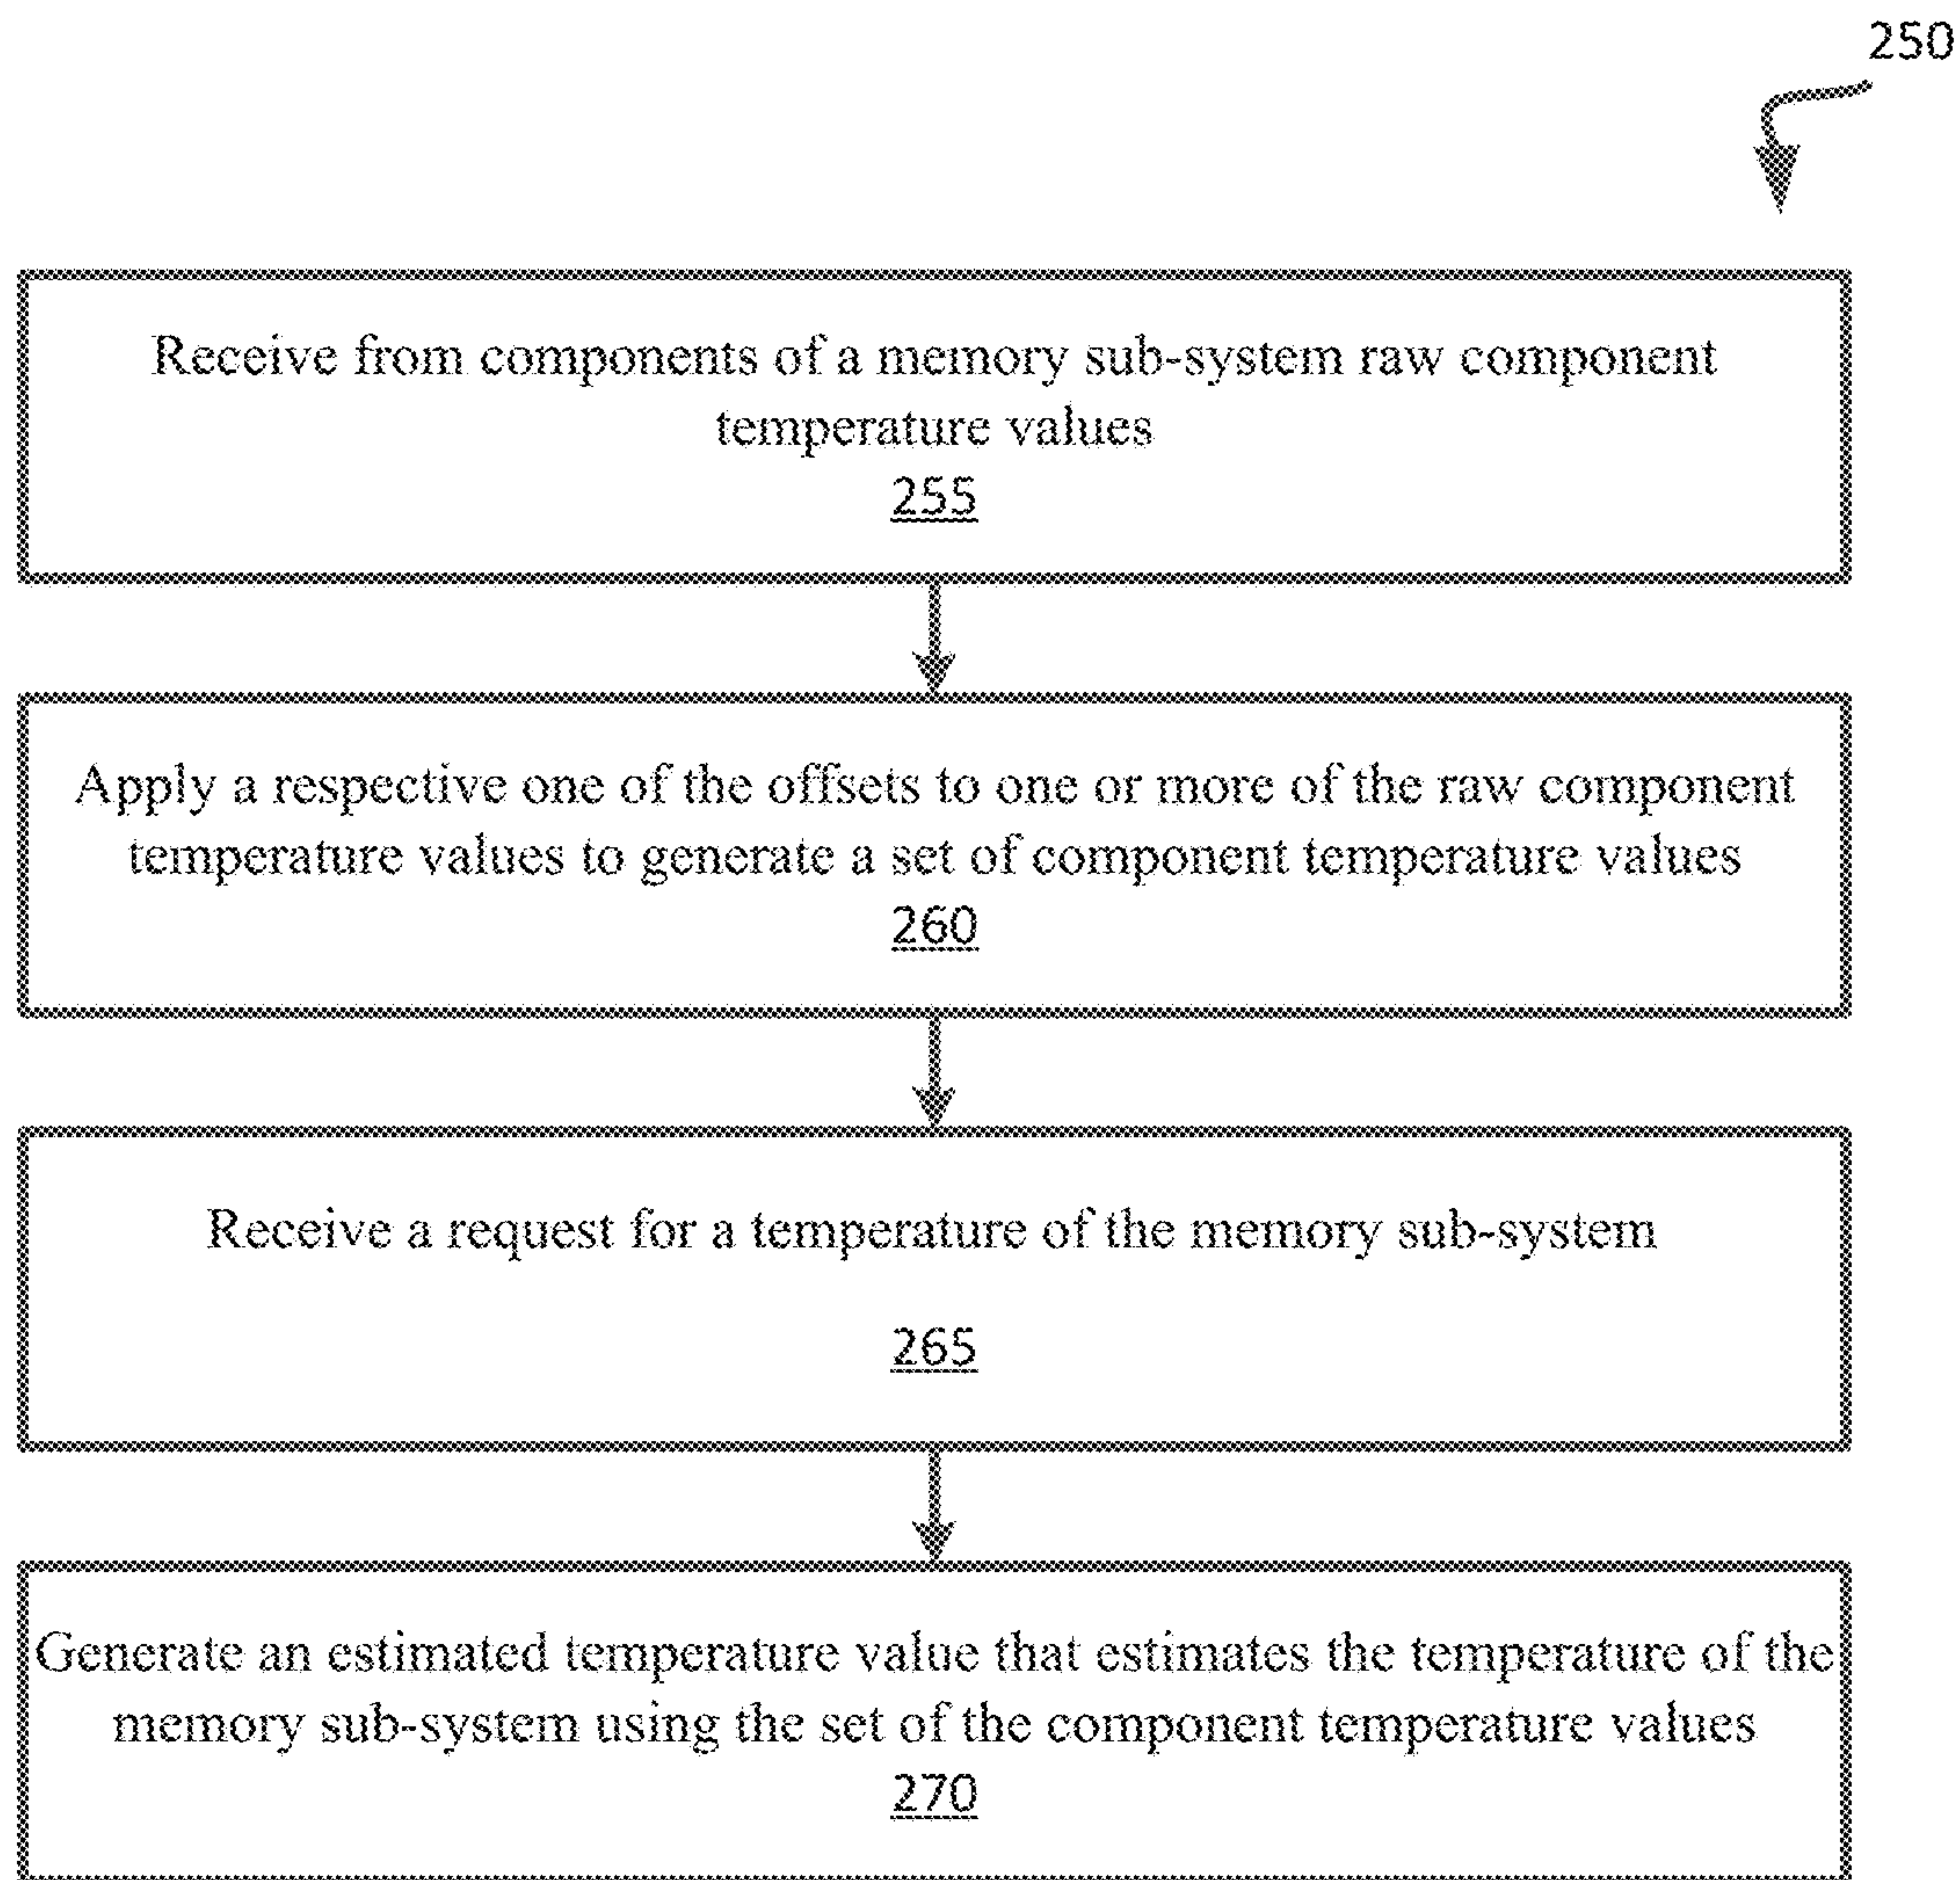 250
Receive from components of a memory sub-system raw component
temperature values
255
Apply a respective one of the offsets to one or more of the raw component
temperature values to generate a set of component temperature values
260
Receive a request for a temperature of the memory sub-system
265
Generate an estimated temperature value that estimates the temperature of the
memory sub-system using the set of the component temperature values
270